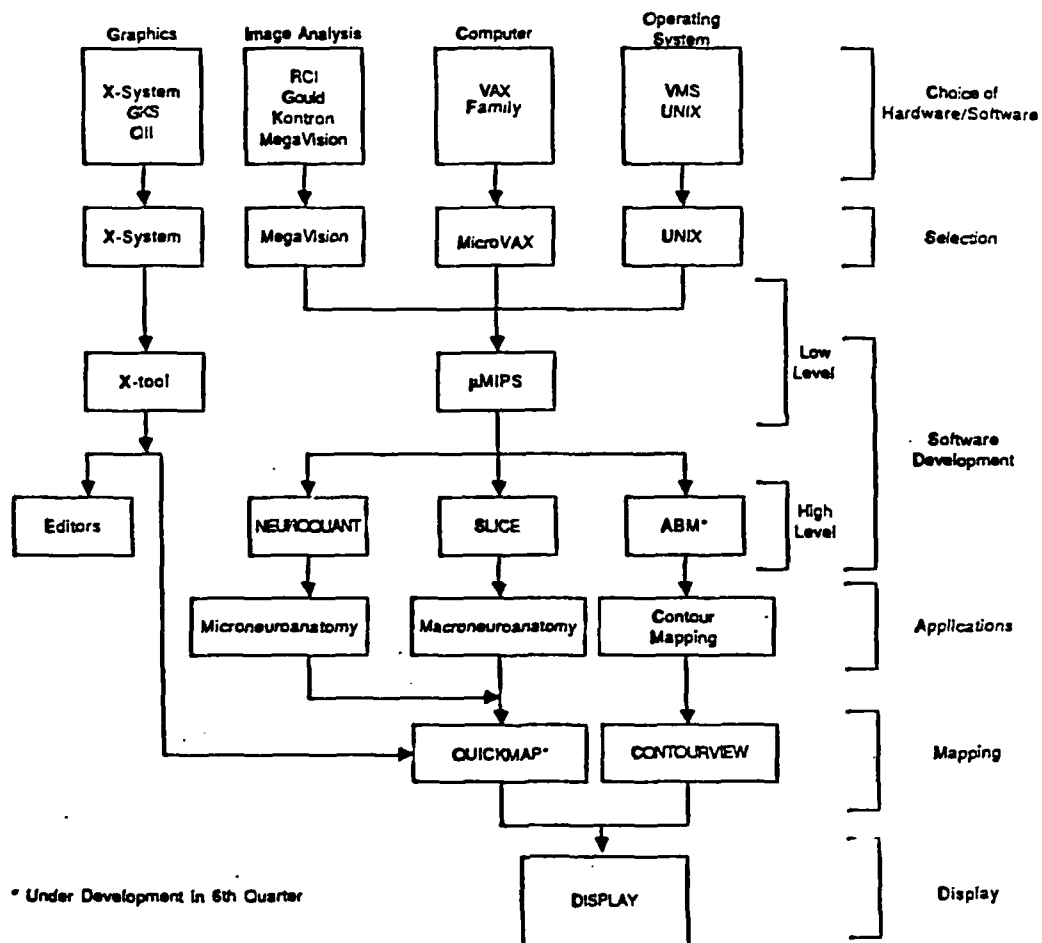 Graphics
Image Analysis
Computer
Operating
System
X-System
GKS
RCI
Gould
Kontron
MegaVision
VAX
Family
VMS
UNIX
Choice of
Hardware/Software
X-System
MegaVision
MicroVAX
UNIX
Selection
X-tool
µMIPS
Low
Level
Software
Development
Editors
NEUROQUANT
SLICE
ABM*
High
Level
Microneuroanatomy
Macroneuroanatomy
Contour
Mapping
Applications
QUICKMAP*
CONTOURVIEW
Mapping
* Under Development in 6th Quarter
DISPLAY
Display